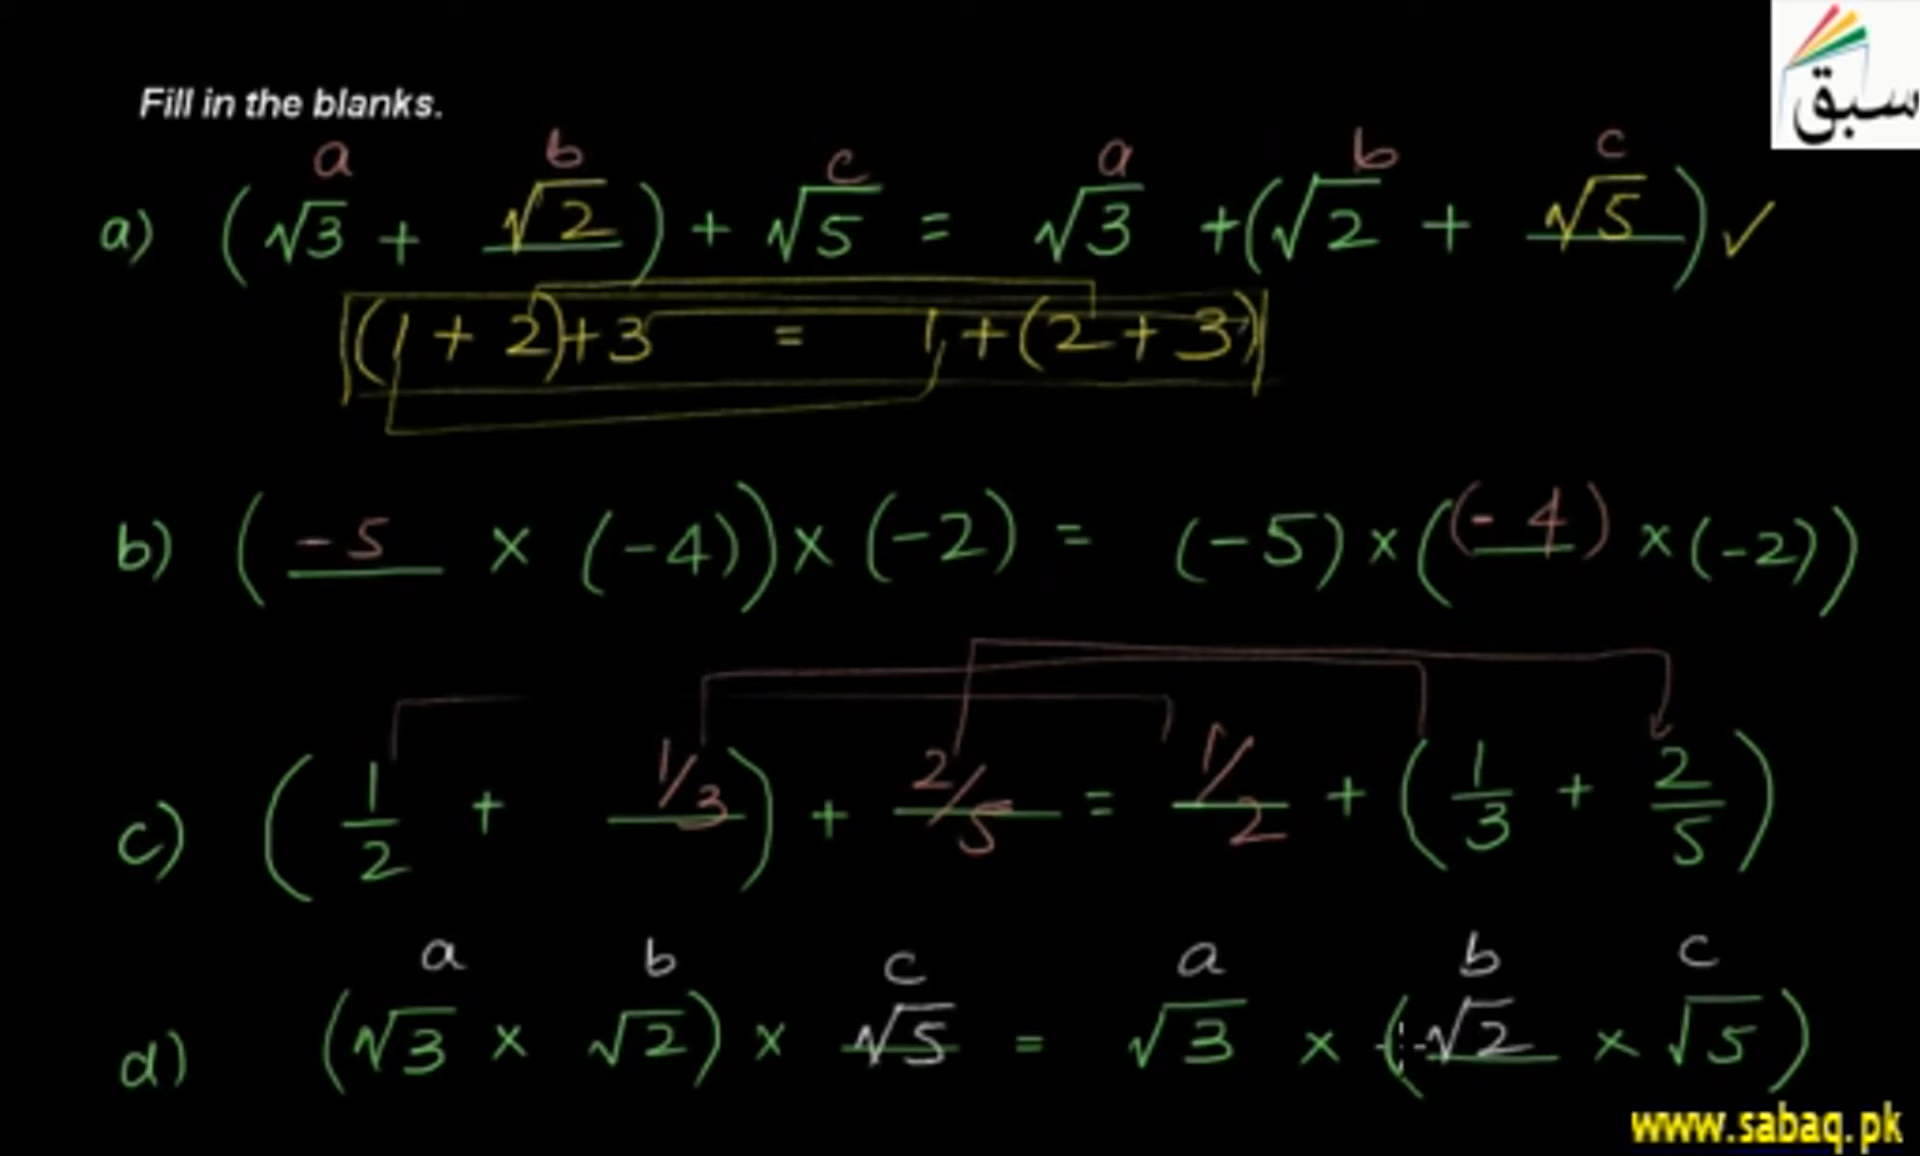 سبق
Fill in the blanks.
a b c a b c
a) (√3 + √2) + √5 = √3 + (√2 + √5) ✓
(1 + 2) + 3 = 1 + (2 + 3)
b) (-5 × (-4)) × (-2) = (-5) × ((-4) × (-2))
c) (1/2 + 1/3) + 2/5 = 1/2 + (1/3 + 2/5)
a b c a b c
d) (√3 × √2) × √5 = √3 × (√2 × √5)
www.sabaq.pk